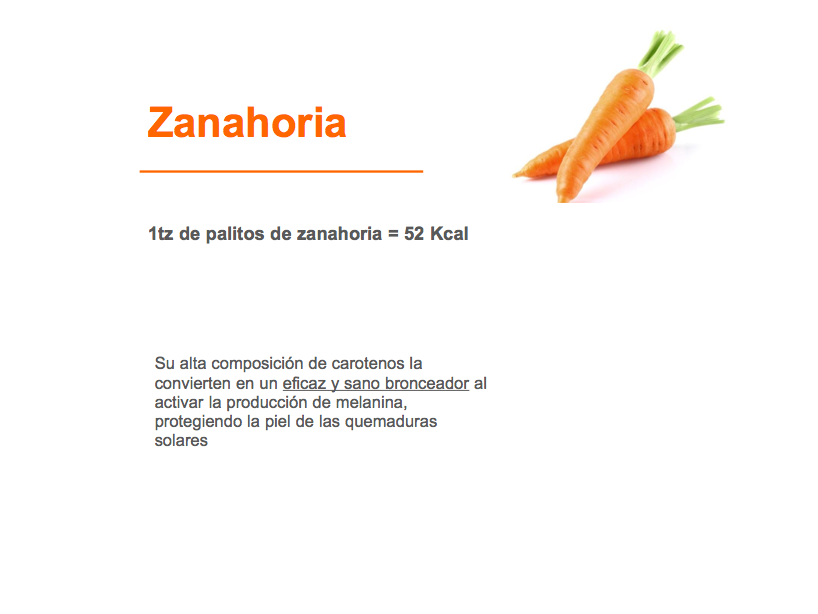 Zanahoria
1tz de palitos de zanahoria = 52 Kcal
Su alta composición de carotenos la
convierten en un eficaz y sano bronceador al
activar la producción de melanina,
protegiendo la piel de las quemaduras
solares